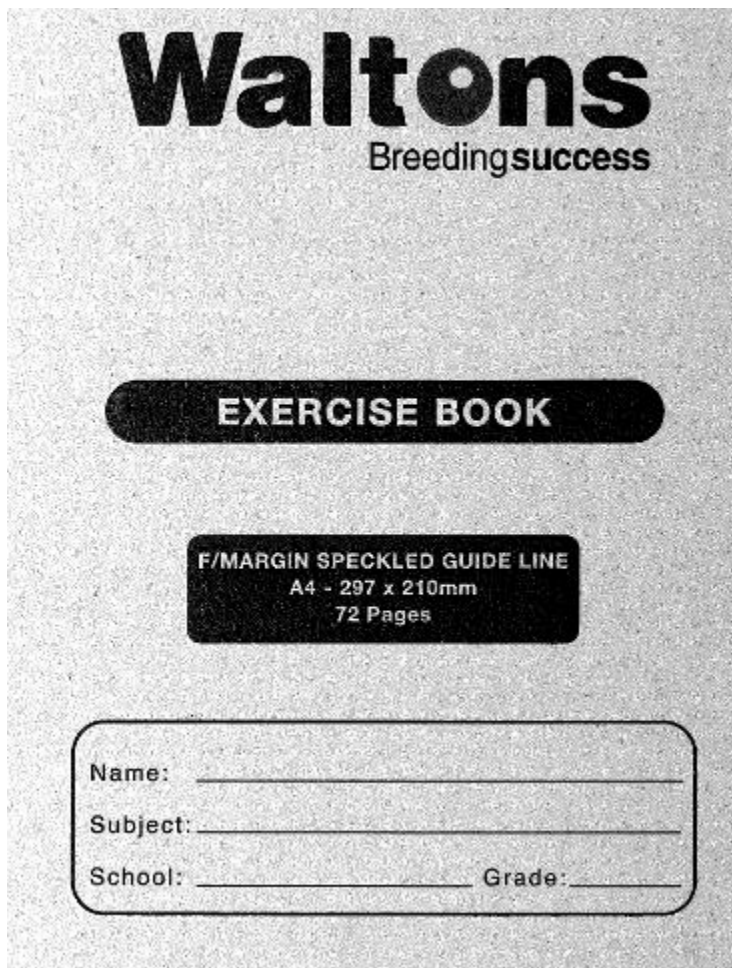 Waltons
Breedingsuccess
EXERCISE BOOK
F/MARGIN SPECKLED GUIDE LINE
A4 - 297 x 210mm
72 Pages
Name:
Subject:
School: Grade: